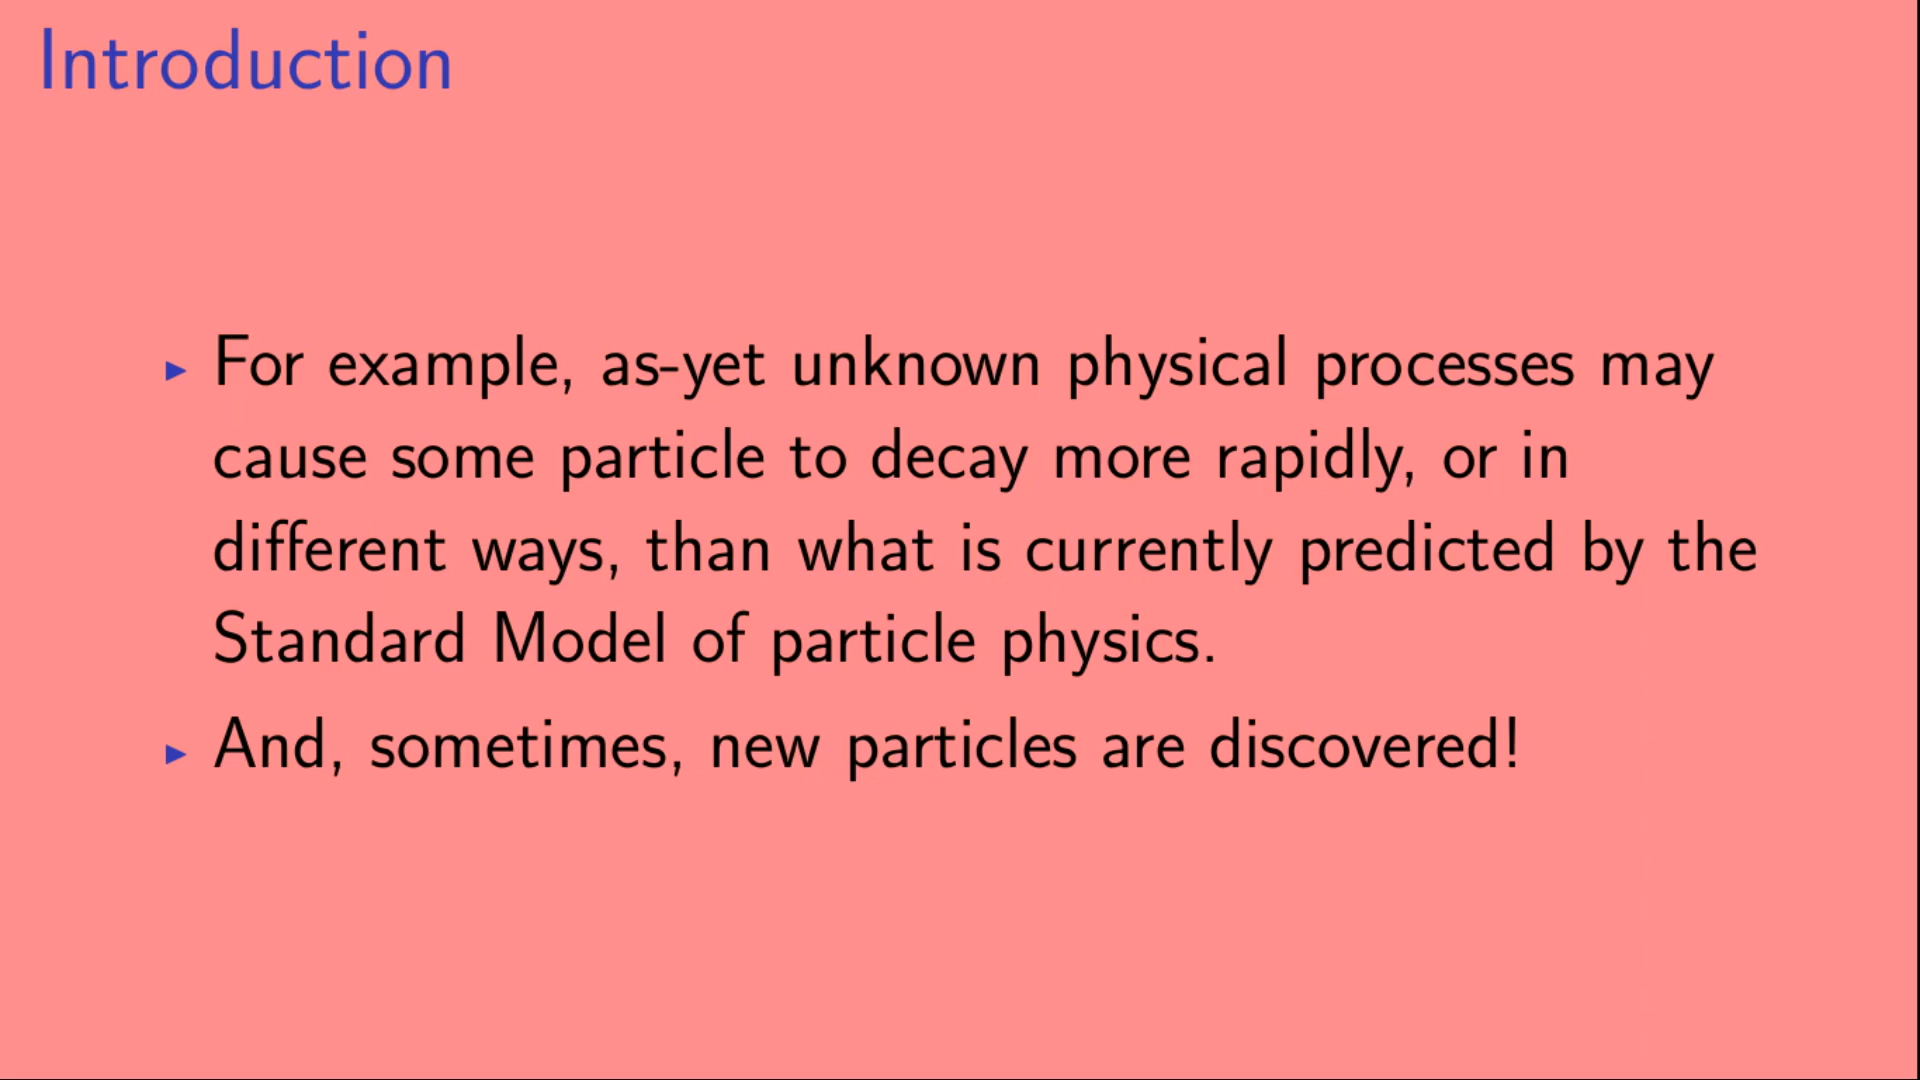 Introduction
▸ For example, as-yet unknown physical processes may
cause some particle to decay more rapidly, or in
different ways, than what is currently predicted by the
Standard Model of particle physics.
▸ And, sometimes, new particles are discovered!